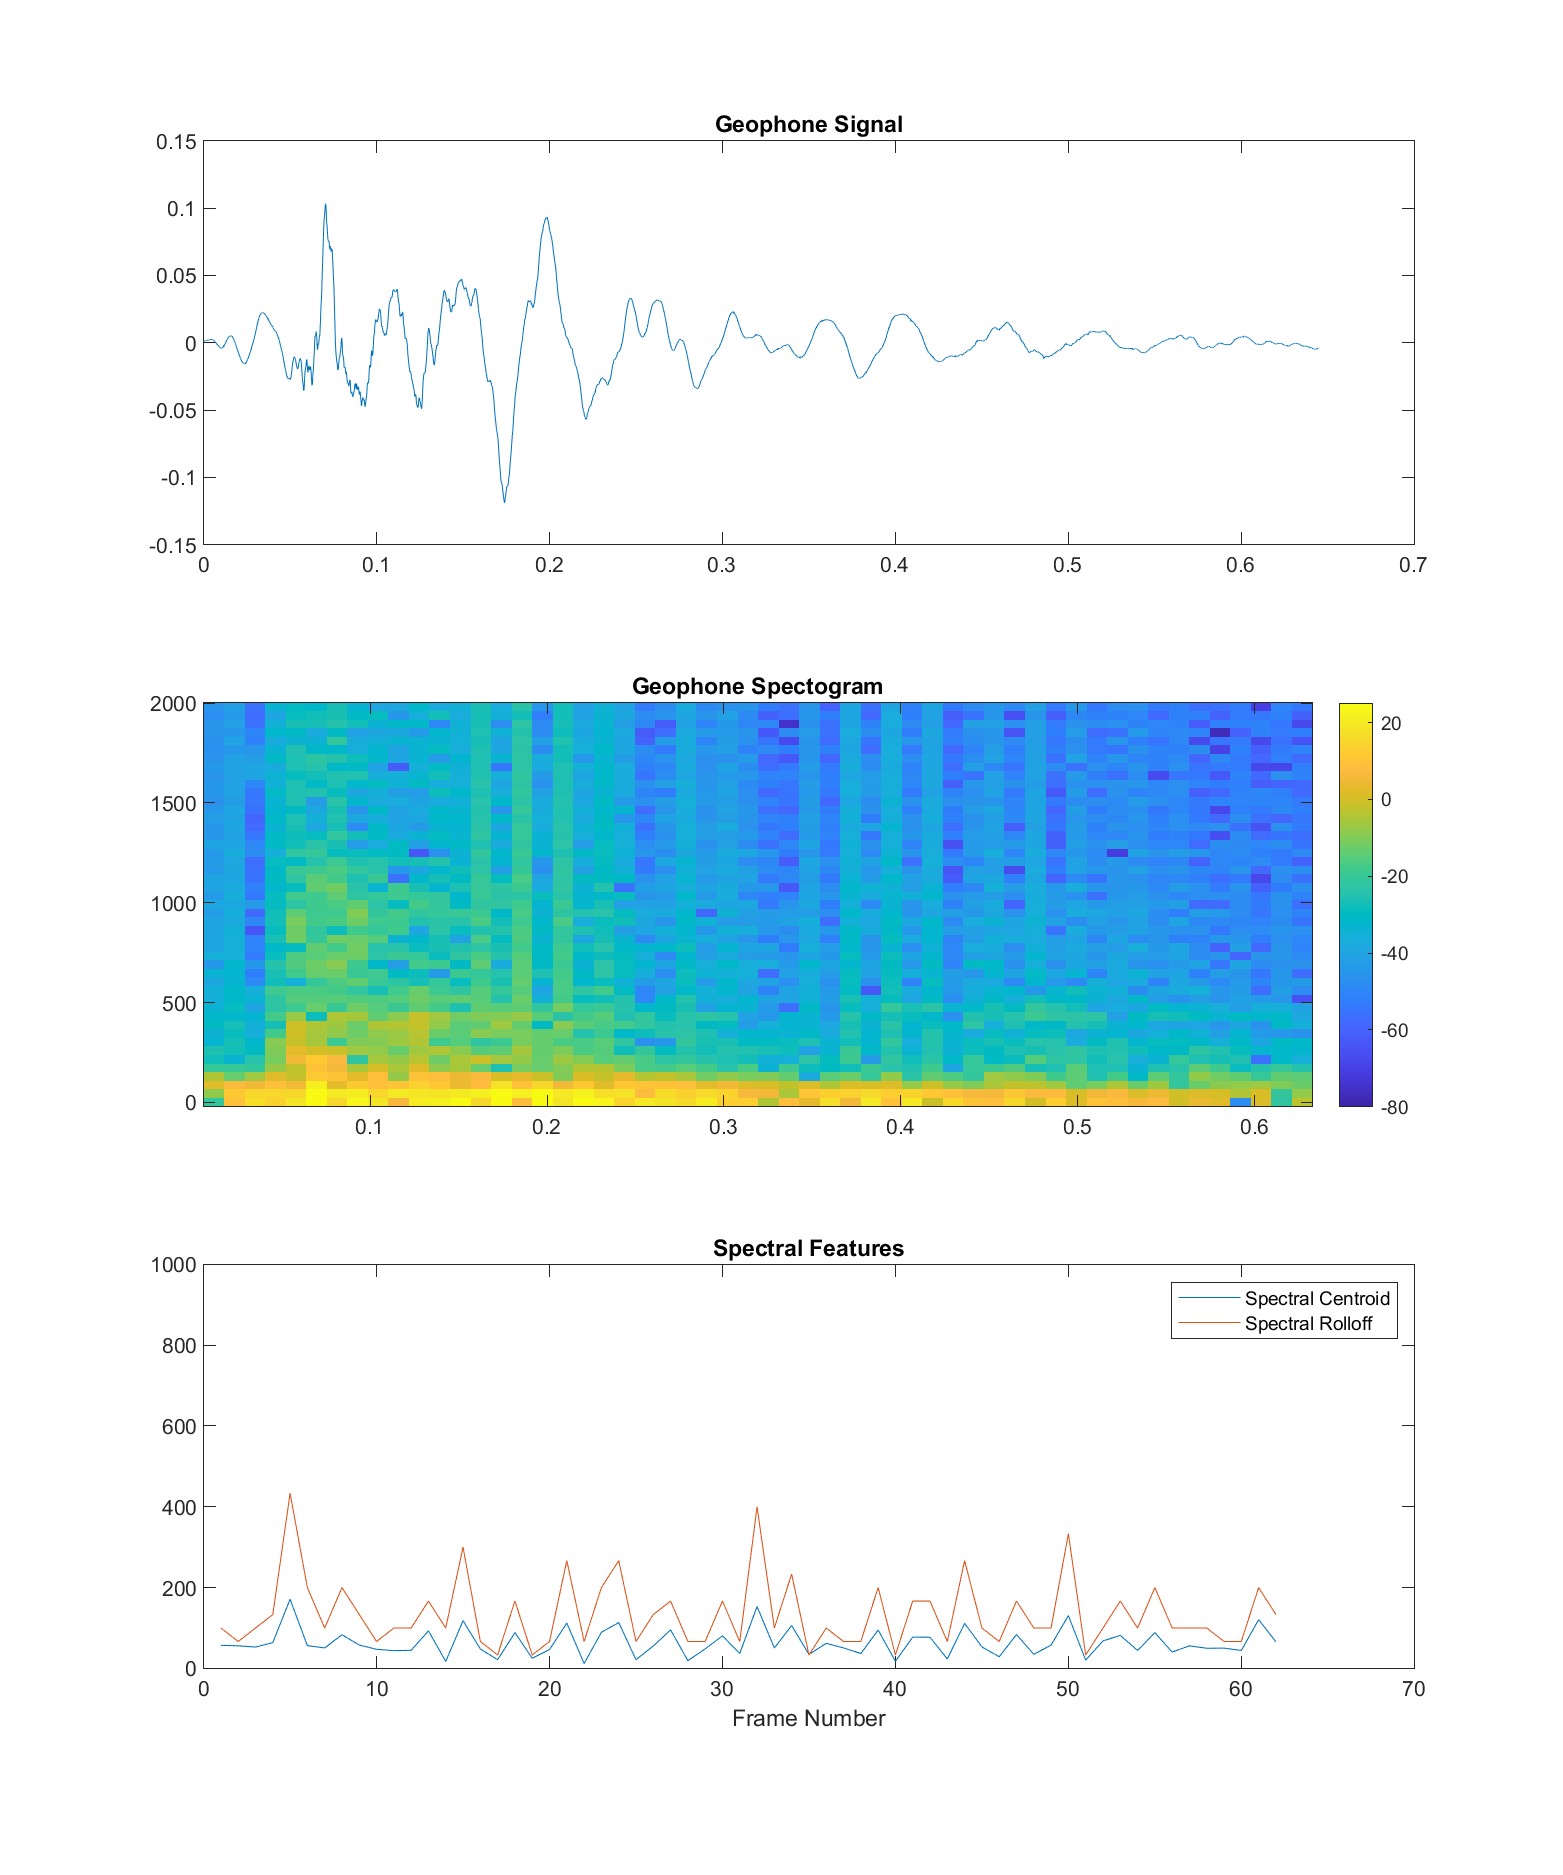 Geophone Signal
0.15
0.1
0.05
0
-0.05
-0.1
-0.15
0 0.1 0.2 0.3 0.4 0.5 0.6 0.7
Geophone Spectogram
2000
1500
1000
500
0
20
0
-20
-40
-60
-80
0.1 0.2 0.3 0.4 0.5 0.6
Spectral Features
1000
800
600
400
200
0
Spectral Centroid
Spectral Rolloff
0 10 20 30 40 50 60 70
Frame Number